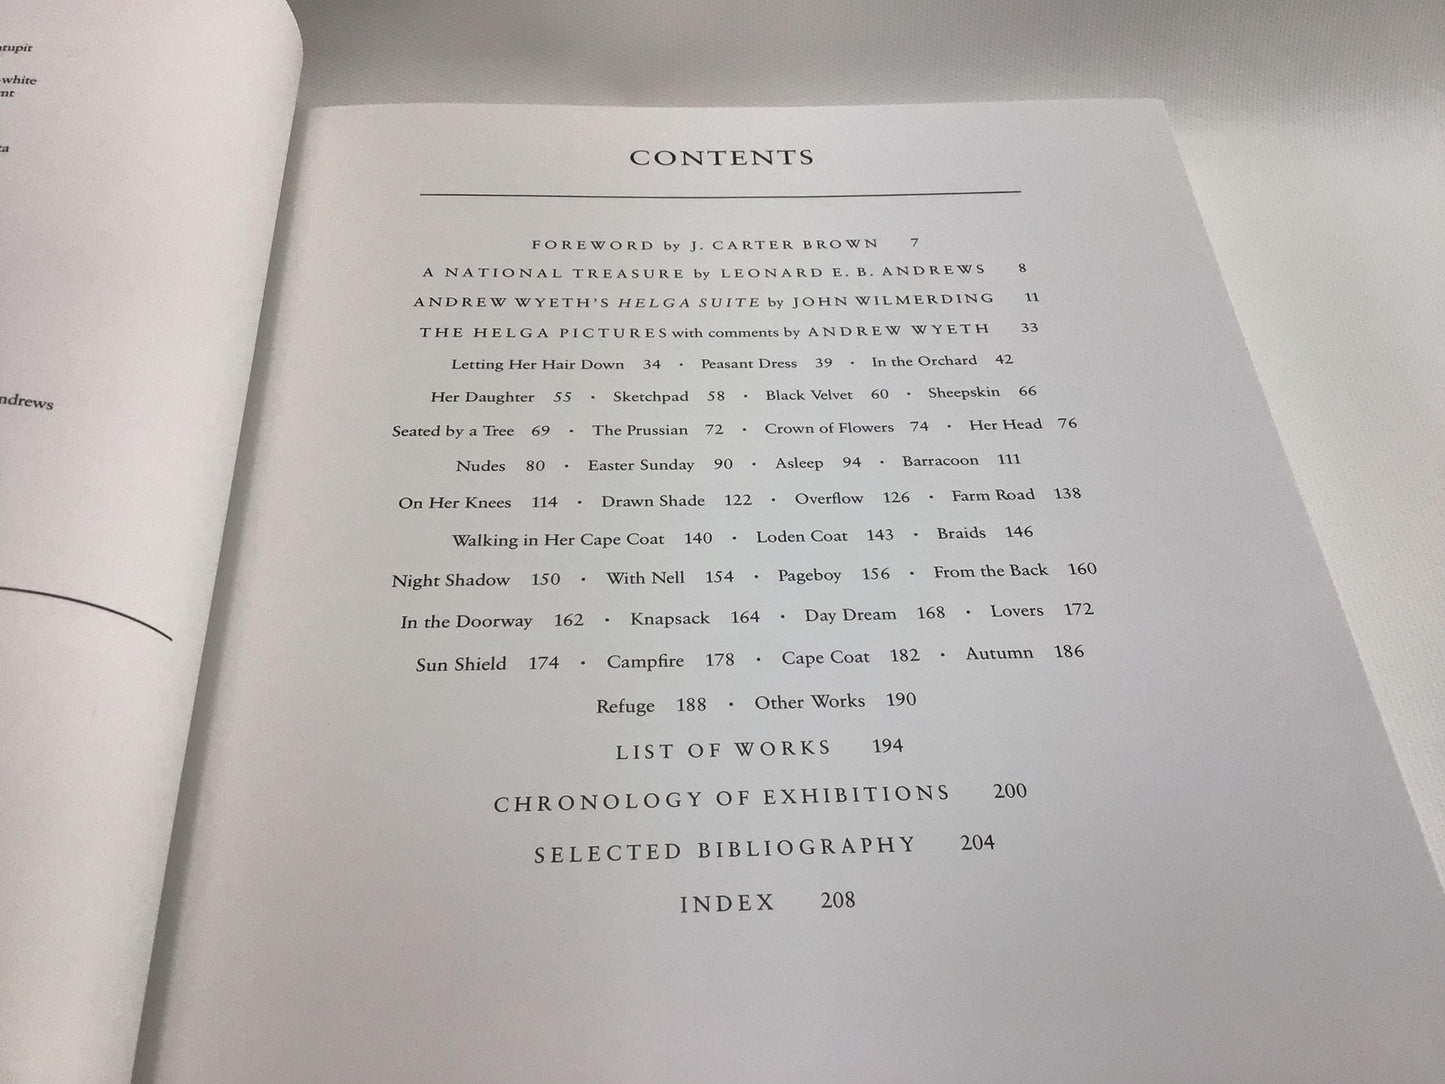 white
CONTENTS
FOREWORD by J. CARTER BROWN 7
A NATIONAL TREASURE by LEONARD E. B. ANDREWS 8
ANDREW WYETH'S HELGA SUITE by JOHN WILMERDING 11
THE HELGA PICTURES with comments by ANDREW WYETH 33
Letting Her Hair Down 34 · Peasant Dress 39 · In the Orchard 42
Her Daughter 55 · Sketchpad 58 · Black Velvet 60 · Sheepskin 66
Seated by a Tree 69 · The Prussian 72 · Crown of Flowers 74 · Her Head 76
Nudes 80 · Easter Sunday 90 · Asleep 94 · Barracoon 111
On Her Knees 114 · Drawn Shade 122 · Overflow 126 · Farm Road 138
Walking in Her Cape Coat 140 · Loden Coat 143 · Braids 146
Night Shadow 150 · With Nell 154 · Pageboy 156 · From the Back 160
In the Doorway 162 · Knapsack 164 · Day Dream 168 · Lovers 172
Sun Shield 174 · Campfire 178 · Cape Coat 182 · Autumn 186
Refuge 188 · Other Works 190
LIST OF WORKS 194
CHRONOLOGY OF EXHIBITIONS 200
SELECTED BIBLIOGRAPHY 204
INDEX 208